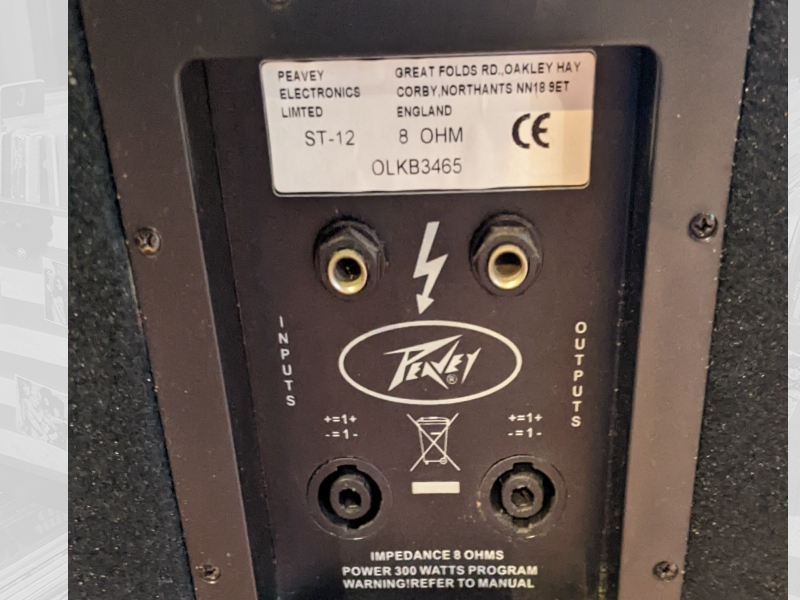 PEAVEY GREAT FOLDS RD.,OAKLEY HAY
ELECTRONICS CORBY,NORTHANTS NN18 9ET
LIMTED ENGLAND
ST-12 8 OHM CE
OLKB3465
INPUTS
PEAVEY®
OUTPUTS
+=1+ +=1+
-=1- -=1-
IMPEDANCE 8 OHMS
POWER 300 WATTS PROGRAM
WARNING!REFER TO MANUAL